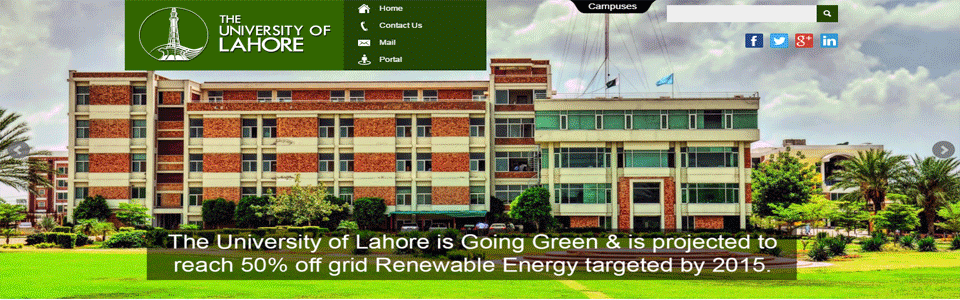 THE
UNIVERSITY OF
LAHORE
Home
Contact Us
Mail
Portal
Campuses
The University of Lahore is Going Green & is projected to
reach 50% off grid Renewable Energy targeted by 2015.